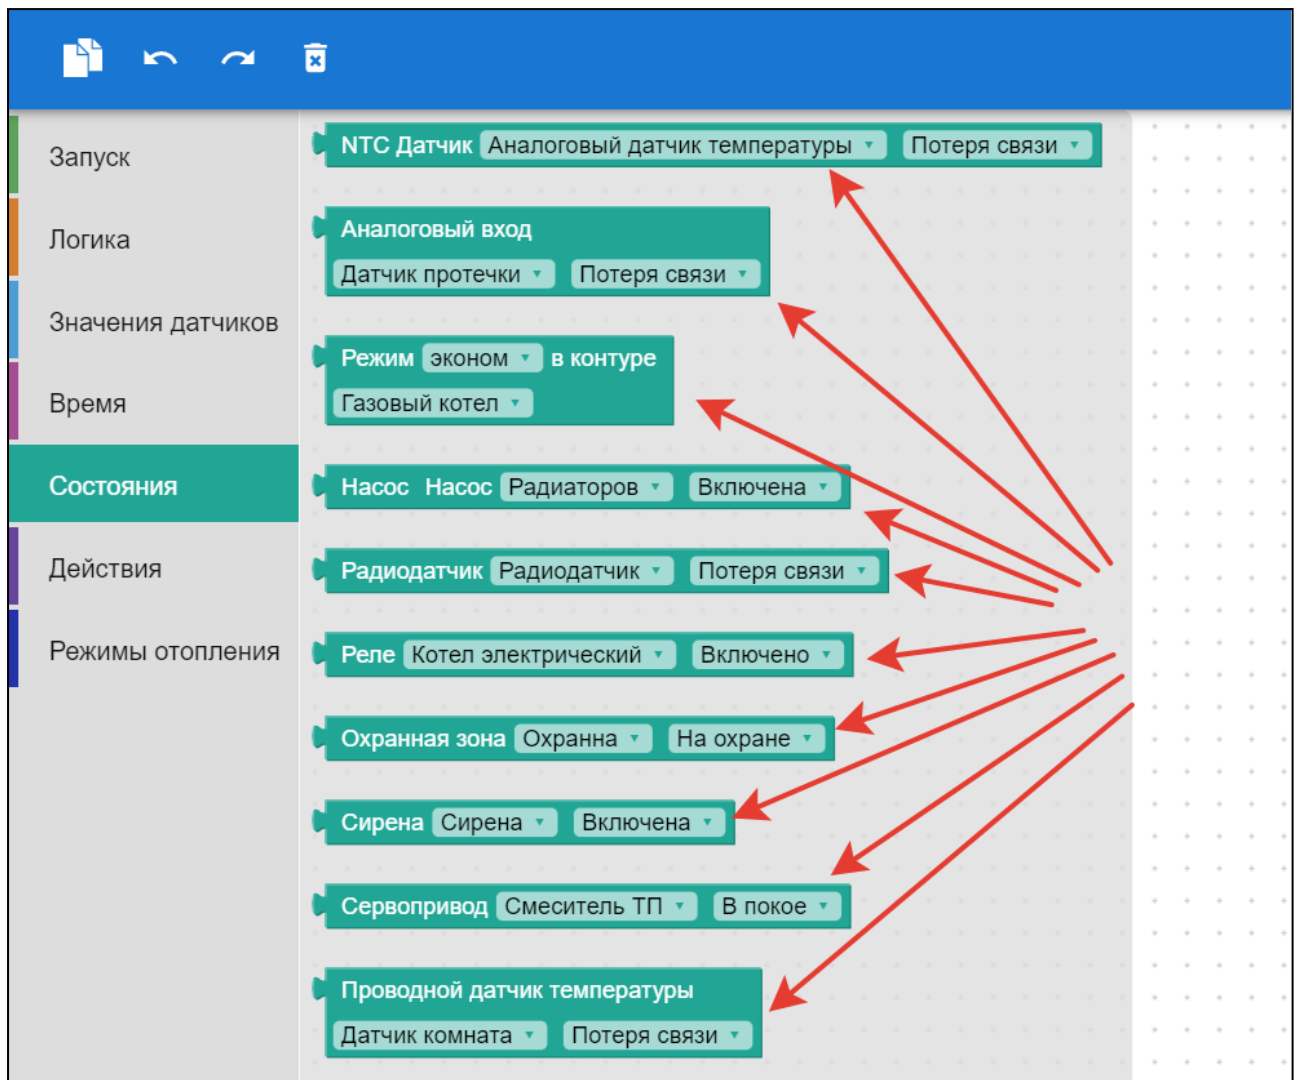 Запуск
Логика
Значения датчиков
Время
Состояния
Действия
Режимы отопления
NTC Датчик Аналоговый датчик температуры Потеря связи
Аналоговый вход
Датчик протечки Потеря связи
Режим эконом в контуре
Газовый котел
Насос Насос Радиаторов Включена
Радиодатчик Радиодатчик Потеря связи
Реле Котел электрический Включено
Охранная зона Охранна На охране
Сирена Сирена Включена
Сервопривод Смеситель ТП В покое
Проводной датчик температуры
Датчик комната Потеря связи